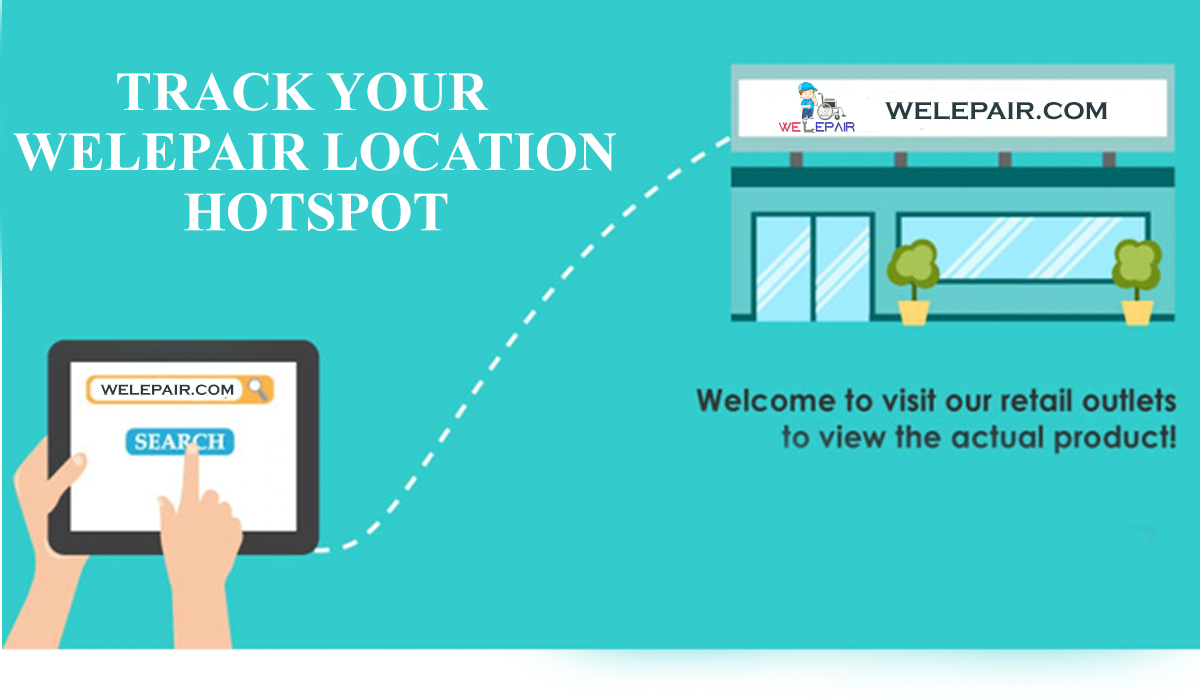 TRACK YOUR
WELEPAIR LOCATION
HOTSPOT
WELEPAIR
WELEPAIR.COM
WELEPAIR.COM
SEARCH
Welcome to visit our retail outlets
to view the actual product!